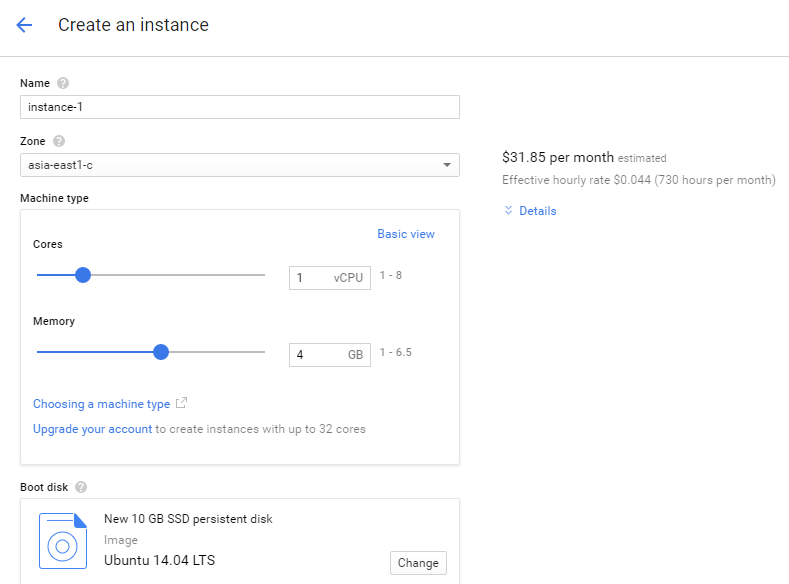 Create an instance
Name
instance-1
Zone
asia-east1-c
$31.85 per month estimated
Effective hourly rate $0.044 (730 hours per month)
Details
Machine type
Basic view
Cores
1 vCPU 1 - 8
Memory
4 GB 1 - 6.5
Choosing a machine type
Upgrade your account to create instances with up to 32 cores
Boot disk
New 10 GB SSD persistent disk
Image
Ubuntu 14.04 LTS
Change